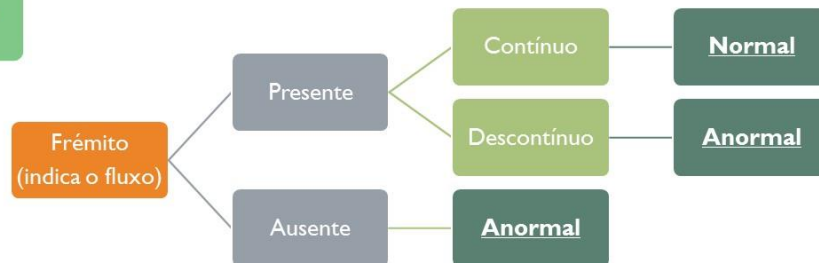 Frémito
(indica o fluxo)
Presente
Contínuo
Normal
Descontínuo
Anormal
Ausente
Anormal